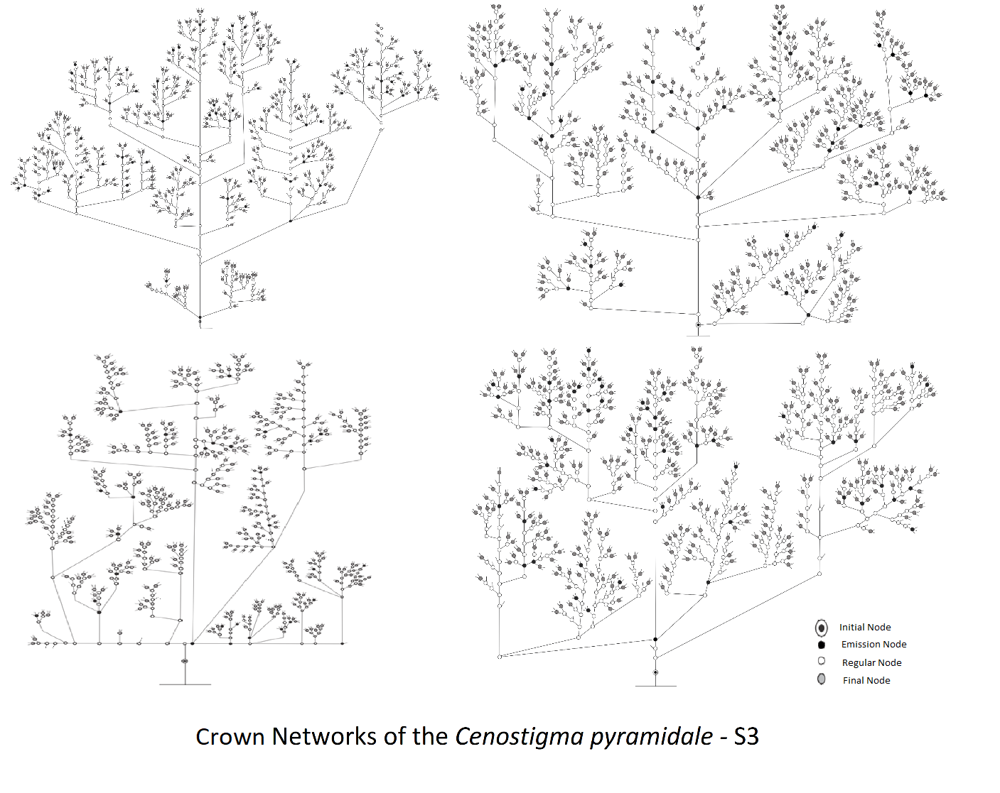 Initial Node
Emission Node
Regular Node
Final Node
Crown Networks of the Cenostigma pyramidale - S3